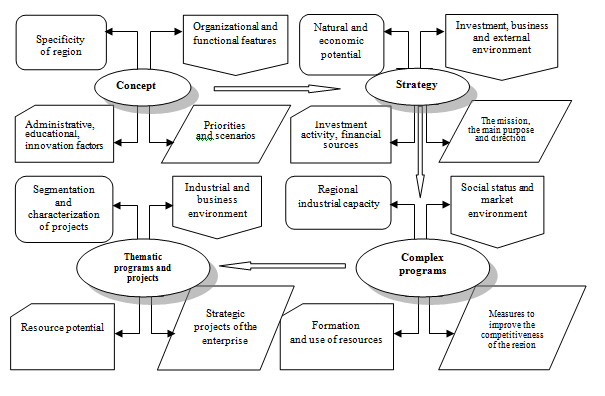 Specificity
of region
Organizational and
functional features
Concept
Administrative,
educational,
innovation factors
Priorities
and scenarios
Natural and
economic
potential
Investment, business
and external
environment
Strategy
Investment
activity, financial
sources
The mission,
the main purpose
and direction
Segmentation
and
characterization
of projects
Industrial and
business
environment
Thematic
programs and
projects
Resource potential
Strategic
projects of the
enterprise
Regional
industrial capacity
Social status and
market
environment
Complex
programs
Formation
and use of resources
Measures to
improve the
competitiveness
of the region